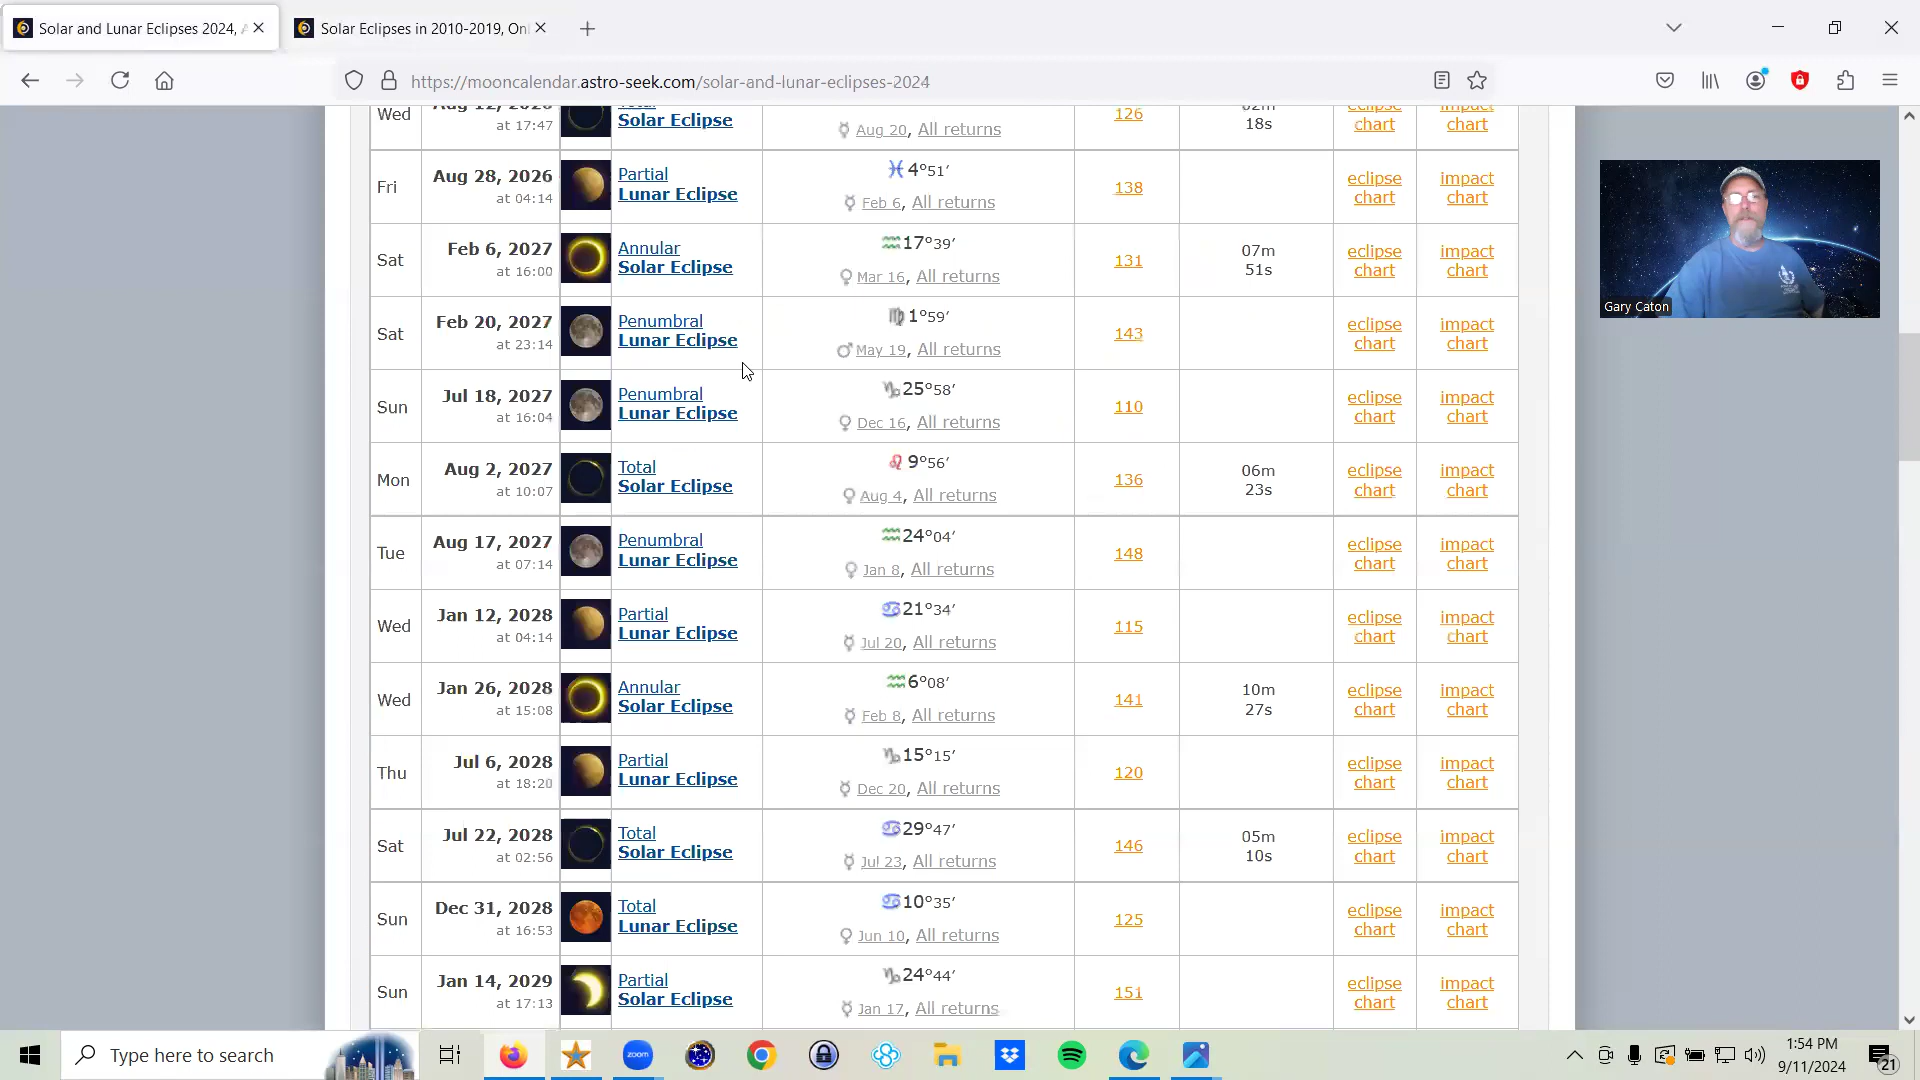 Solar and Lunar Eclipses 2024, A
Solar Eclipses in 2010-2019, On
https://mooncalendar.astro-seek.com/solar-and-lunar-eclipses-2024
Wed Aug 12, 2026 Total 126 02m eclipse impact
at 17:47 Solar Eclipse Aug 20, All returns 18s chart chart
Fri Aug 28, 2026 Partial 4°51′ 138 eclipse impact
at 04:14 Lunar Eclipse Feb 6, All returns chart chart
Sat Feb 6, 2027 Annular 17°39′ 131 07m eclipse impact
at 16:00 Solar Eclipse Mar 16, All returns 51s chart chart
Sat Feb 20, 2027 Penumbral 1°59′ 143 eclipse impact
at 23:14 Lunar Eclipse May 19, All returns chart chart
Sun Jul 18, 2027 Penumbral 25°58′ 110 eclipse impact
at 16:04 Lunar Eclipse Dec 16, All returns chart chart
Mon Aug 2, 2027 Total 9°56′ 136 06m eclipse impact
at 10:07 Solar Eclipse Aug 4, All returns 23s chart chart
Tue Aug 17, 2027 Penumbral 24°04′ 148 eclipse impact
at 07:14 Lunar Eclipse Jan 8, All returns chart chart
Wed Jan 12, 2028 Partial 21°34′ 115 eclipse impact
at 04:14 Lunar Eclipse Jul 20, All returns chart chart
Wed Jan 26, 2028 Annular 6°08′ 141 10m eclipse impact
at 15:08 Solar Eclipse Feb 8, All returns 27s chart chart
Thu Jul 6, 2028 Partial 15°15′ 120 eclipse impact
at 18:20 Lunar Eclipse Dec 20, All returns chart chart
Sat Jul 22, 2028 Total 29°47′ 146 05m eclipse impact
at 02:56 Solar Eclipse Jul 23, All returns 10s chart chart
Sun Dec 31, 2028 Total 10°35′ 125 eclipse impact
at 16:53 Lunar Eclipse Jun 10, All returns chart chart
Sun Jan 14, 2029 Partial 24°44′ 151 eclipse impact
at 17:13 Solar Eclipse Jan 17, All returns chart chart
Gary Caton
Type here to search
zoom
1:54 PM
9/11/2024
21